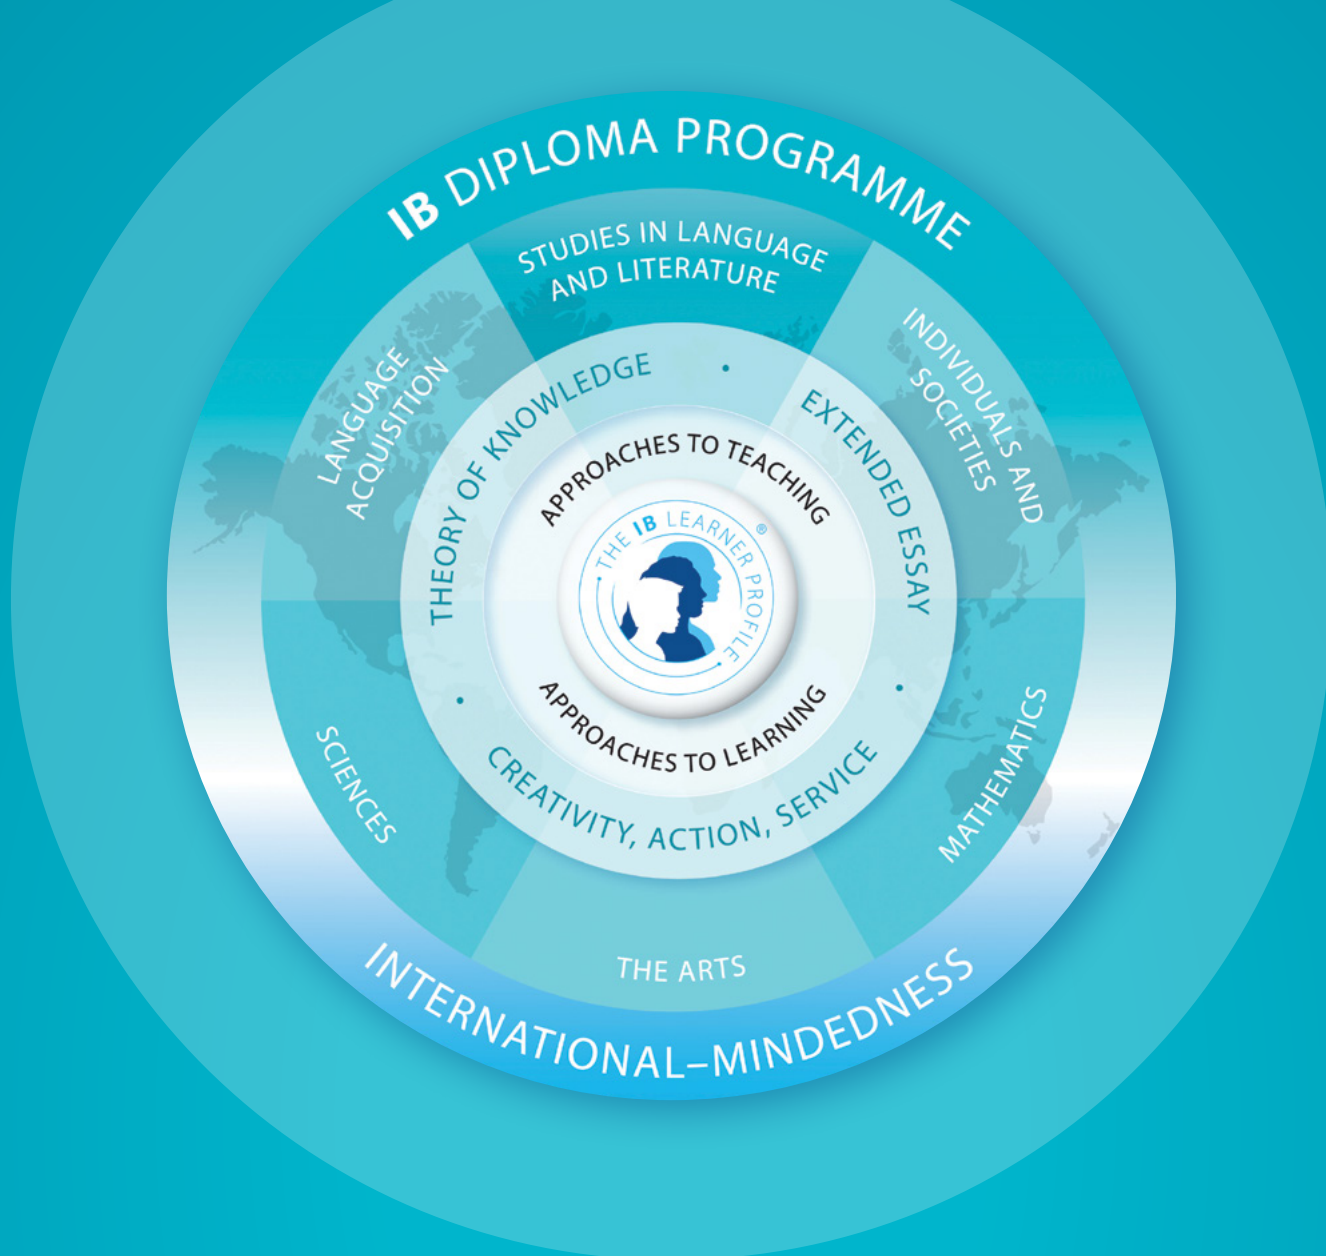 IB DIPLOMA PROGRAMME
STUDIES IN LANGUAGE
AND LITERATURE
LANGUAGE
ACQUISITION
INDIVIDUALS AND
SOCIETIES
THEORY OF KNOWLEDGE
•
EXTENDED ESSAY
APPROACHES TO TEACHING
THE IB LEARNER PROFILE
®
APPROACHES TO LEARNING
•
•
CREATIVITY, ACTION, SERVICE
SCIENCES
MATHEMATICS
THE ARTS
INTERNATIONAL–MINDEDNESS